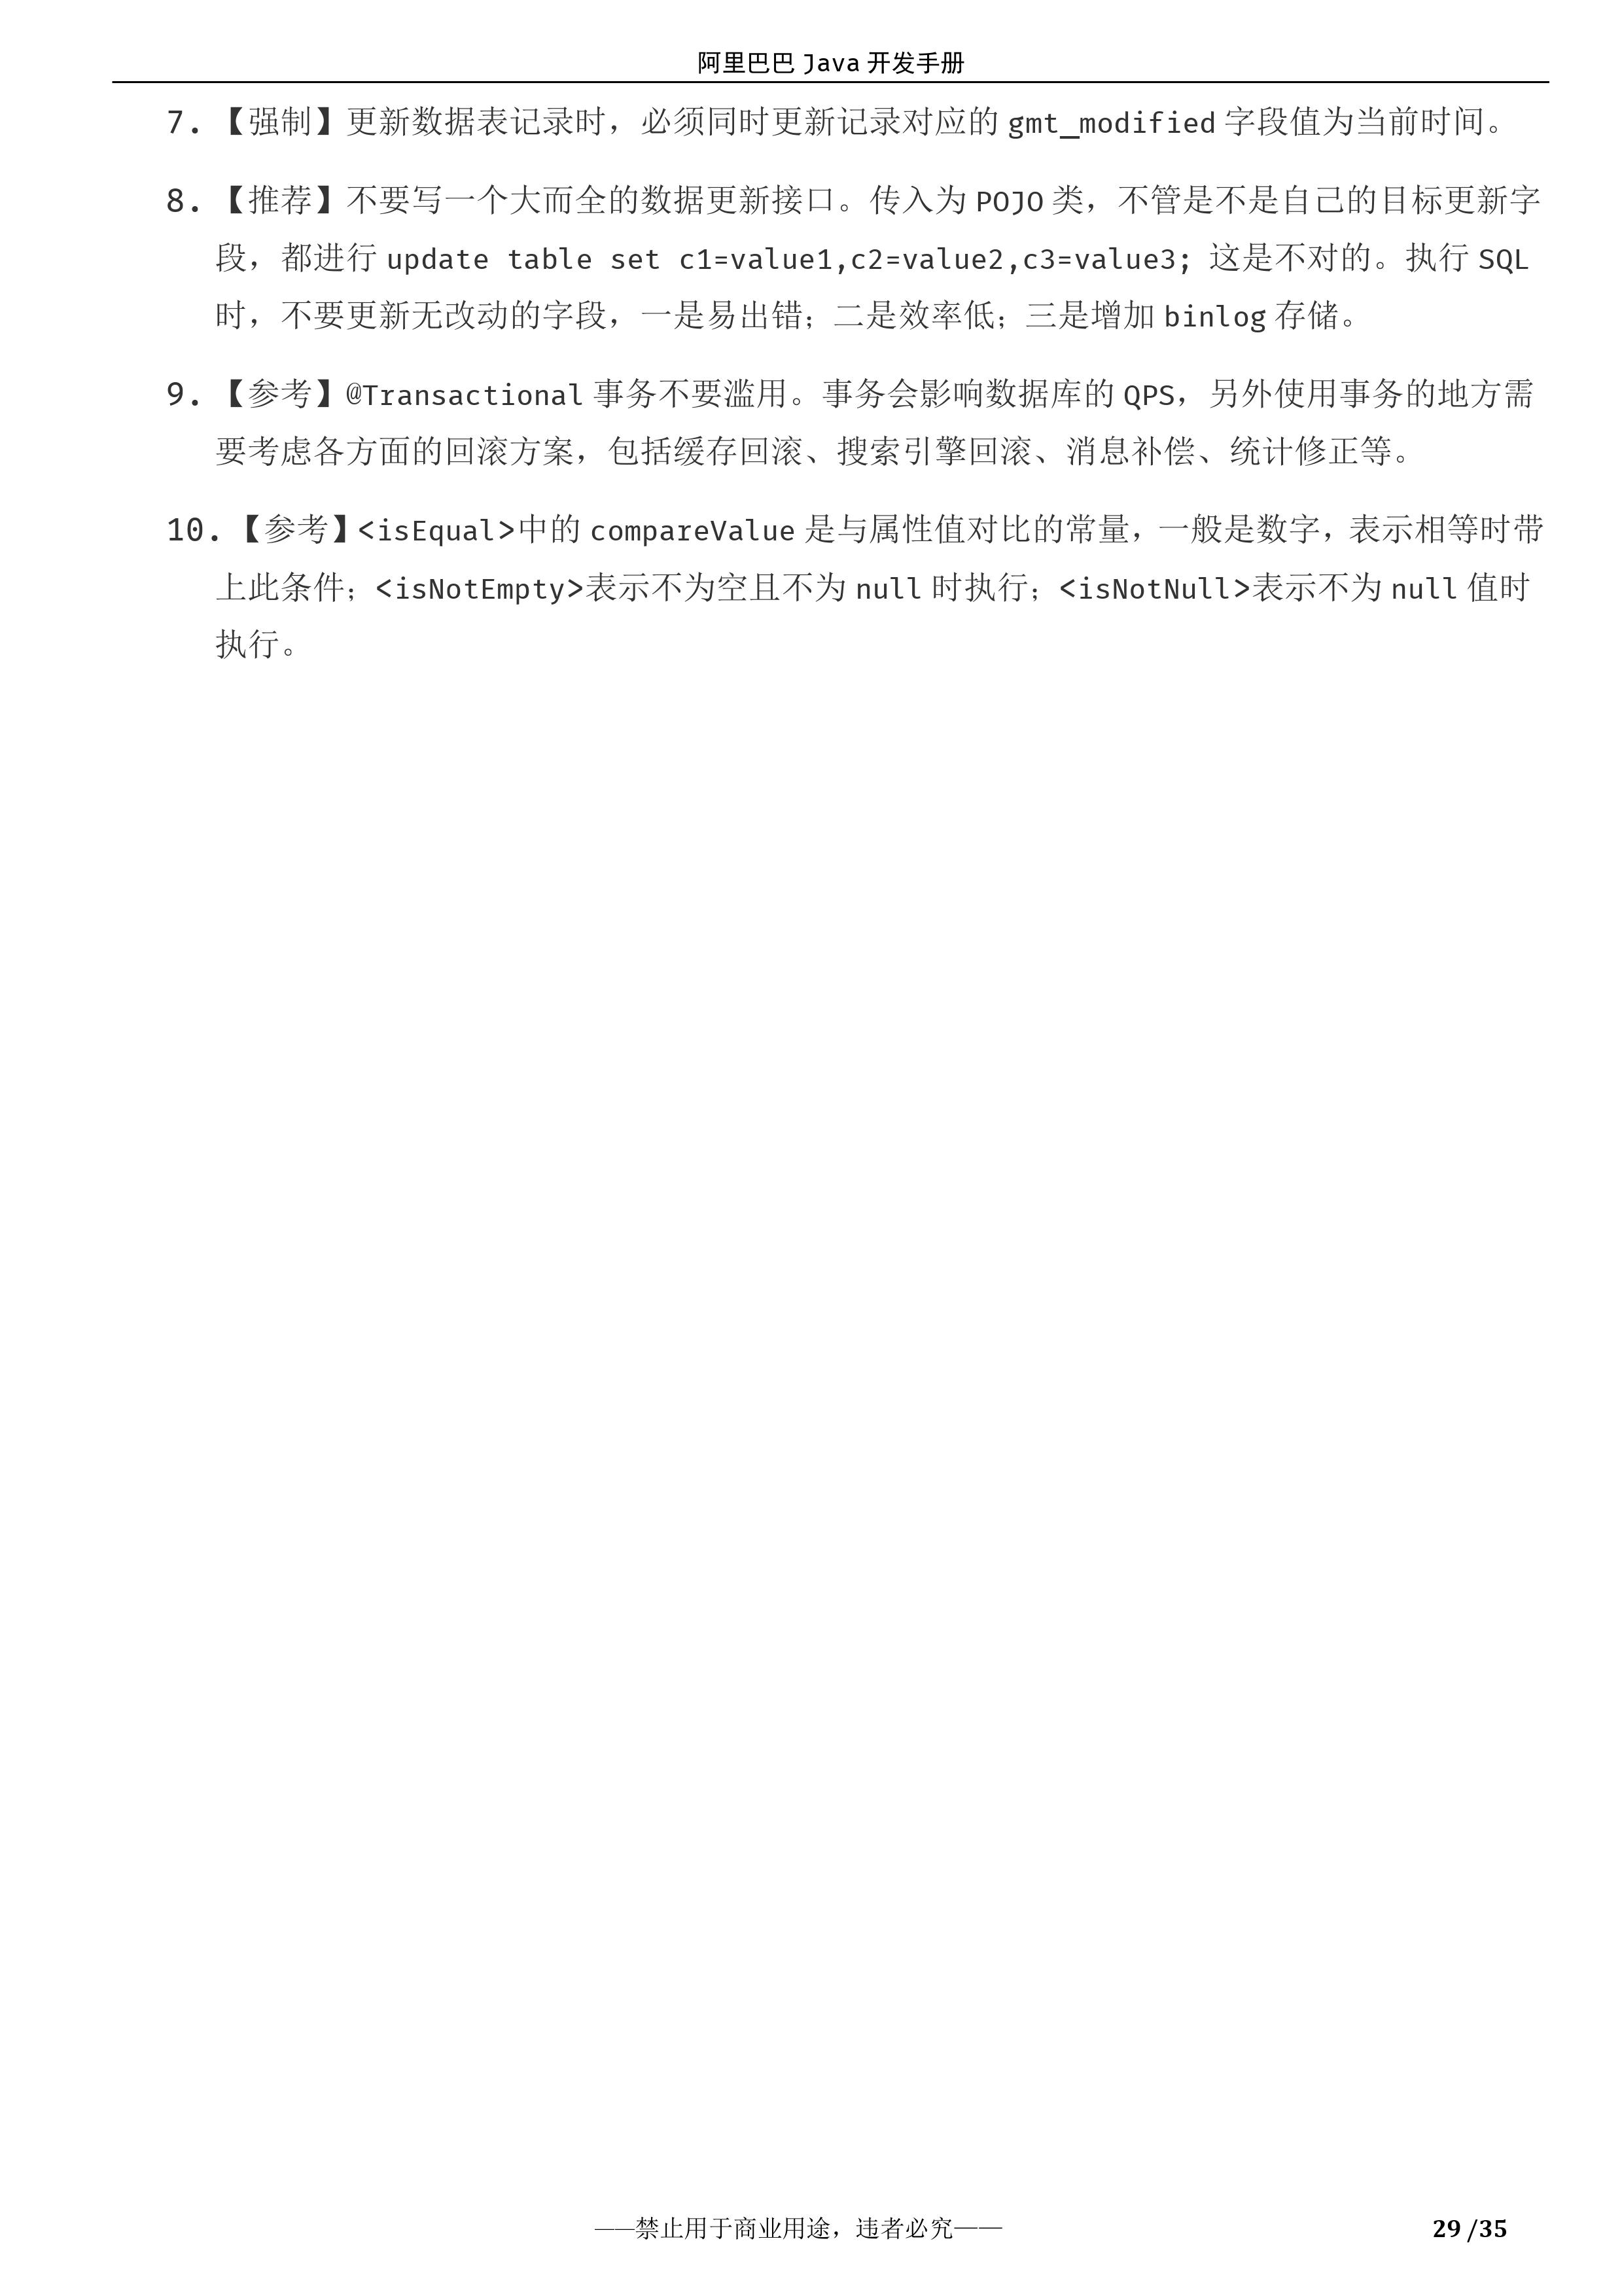 阿里巴巴 Java 开发手册
7. 【强制】更新数据表记录时，必须同时更新记录对应的 gmt_modified 字段值为当前时间。
8. 【推荐】不要写一个大而全的数据更新接口。传入为 POJO 类，不管是不是自己的目标更新字
段，都进行 update table set c1=value1,c2=value2,c3=value3; 这是不对的。执行 SQL
时，不要更新无改动的字段，一是易出错；二是效率低；三是增加 binlog 存储。
9. 【参考】@Transactional 事务不要滥用。事务会影响数据库的 QPS，另外使用事务的地方需
要考虑各方面的回滚方案，包括缓存回滚、搜索引擎回滚、消息补偿、统计修正等。
10. 【参考】<isEqual>中的 compareValue 是与属性值对比的常量，一般是数字，表示相等时带
上此条件；<isNotEmpty>表示不为空且不为 null 时执行；<isNotNull>表示不为 null 值时
执行。
——禁止用于商业用途，违者必究——
29 /35